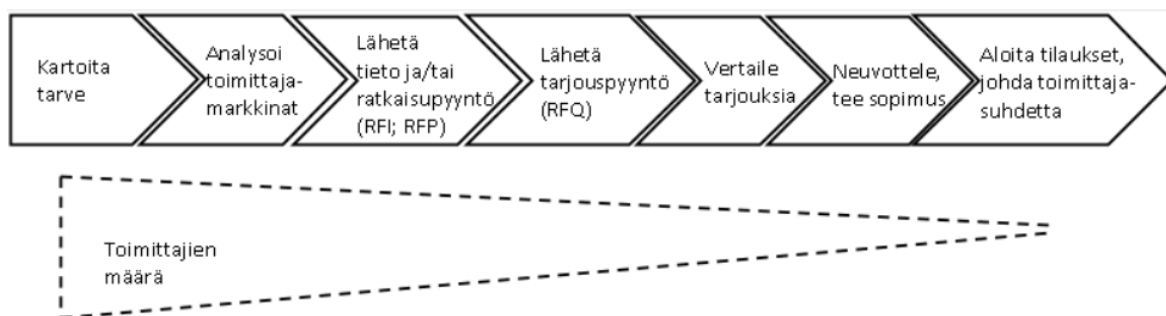 Kartoita
tarve
Analysoi
toimittaja-
markkinat
Lähetä
tieto ja/tai
ratkaisupyyntö
(RFI; RFP)
Lähetä
tarjouspyyntö
(RFQ)
Vertaile
tarjouksia
Neuvottele,
tee sopimus
Aloita tilaukset,
johda toimittaja-
suhdetta
Toimittajien
määrä